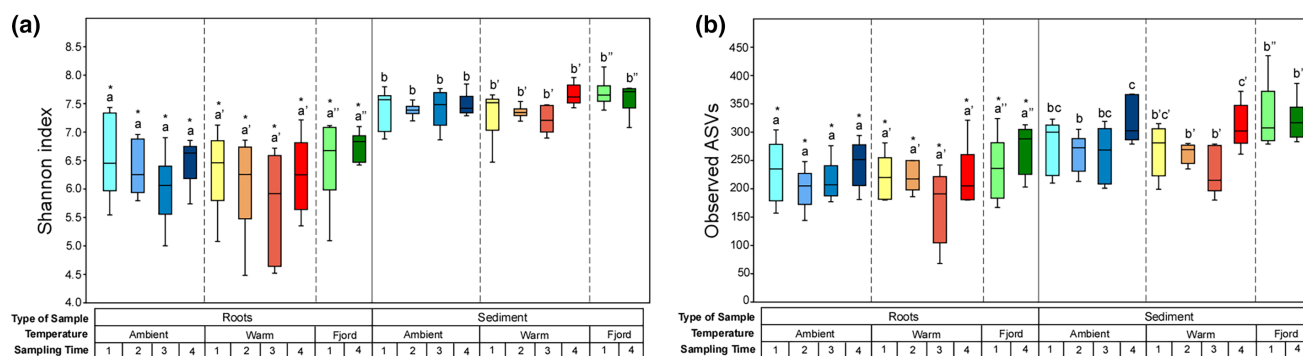 (a)
Shannon index
8.5
8.0
7.5
7.0
6.5
6.0
5.5
5.0
4.5
4.0
* * * * * * * * * *
a a a a a' a' a' a' a'' a'' b b b b b' b' b' b' b'' b''
Type of Sample Roots Sediment
Temperature Ambient Warm Fjord Ambient Warm Fjord
Sampling Time 1 2 3 4 1 2 3 4 1 4 1 2 3 4 1 2 3 4 1 4
(b)
Observed ASVs
450
400
350
300
250
200
150
100
50
0
* * * * * * * * * *
a a a a a' a' a' a' a'' a'' bc b bc c b'c' b' b' c' b'' b''
Type of Sample Roots Sediment
Temperature Ambient Warm Fjord Ambient Warm Fjord
Sampling Time 1 2 3 4 1 2 3 4 1 4 1 2 3 4 1 2 3 4 1 4